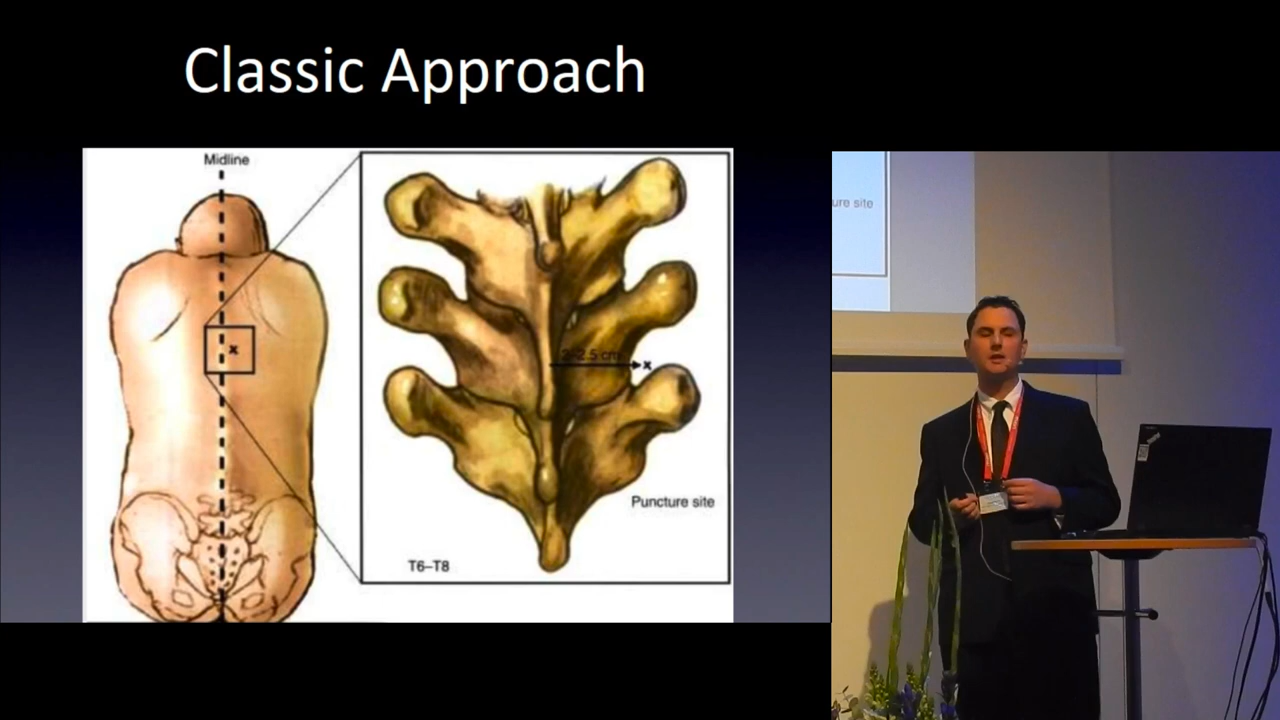 Classic Approach
Midline
2–2.5 cm
x
x
Puncture site
T6–T8
ure site